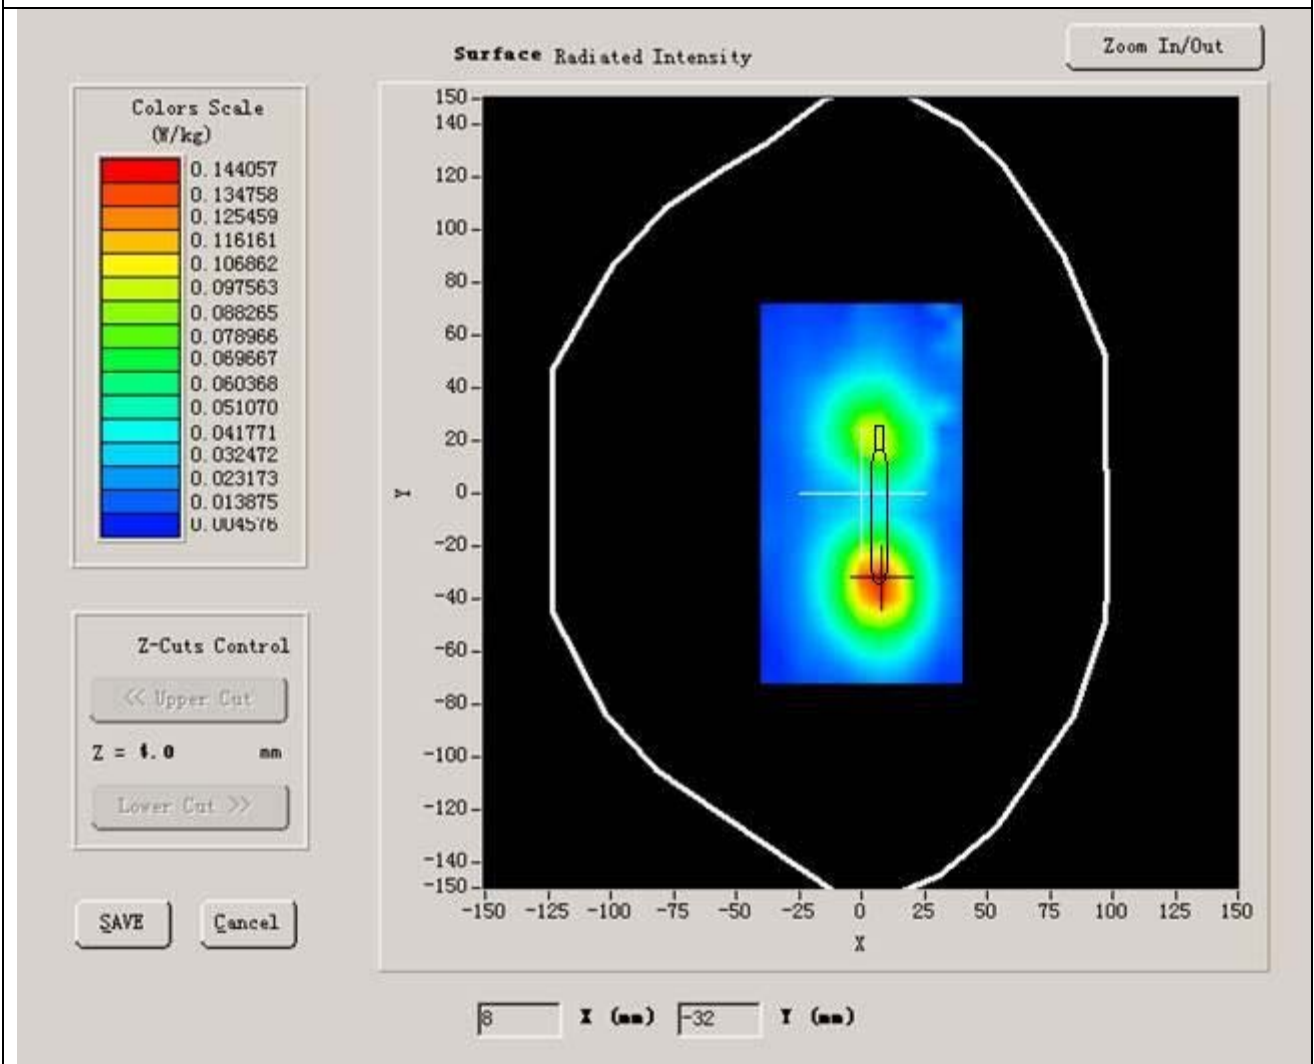 Surface Radiated Intensity
Zoom In/Out
Colors Scale
(W/kg)
0.144057
0.134758
0.125459
0.116161
0.106862
0.097563
0.088265
0.078966
0.069667
0.060368
0.051070
0.041771
0.032472
0.023173
0.013875
0.004576
Z-Cuts Control
<< Upper Cut
Z = 4.0 mm
Lower Cut >>
SAVE
Cancel
150
140
120
100
80
60
40
20
0
-20
-40
-60
-80
-100
-120
-140
-150
Y
-150 -125 -100 -75 -50 -25 0 25 50 75 100 125 150
X
8 X (mm) -32 Y (mm)